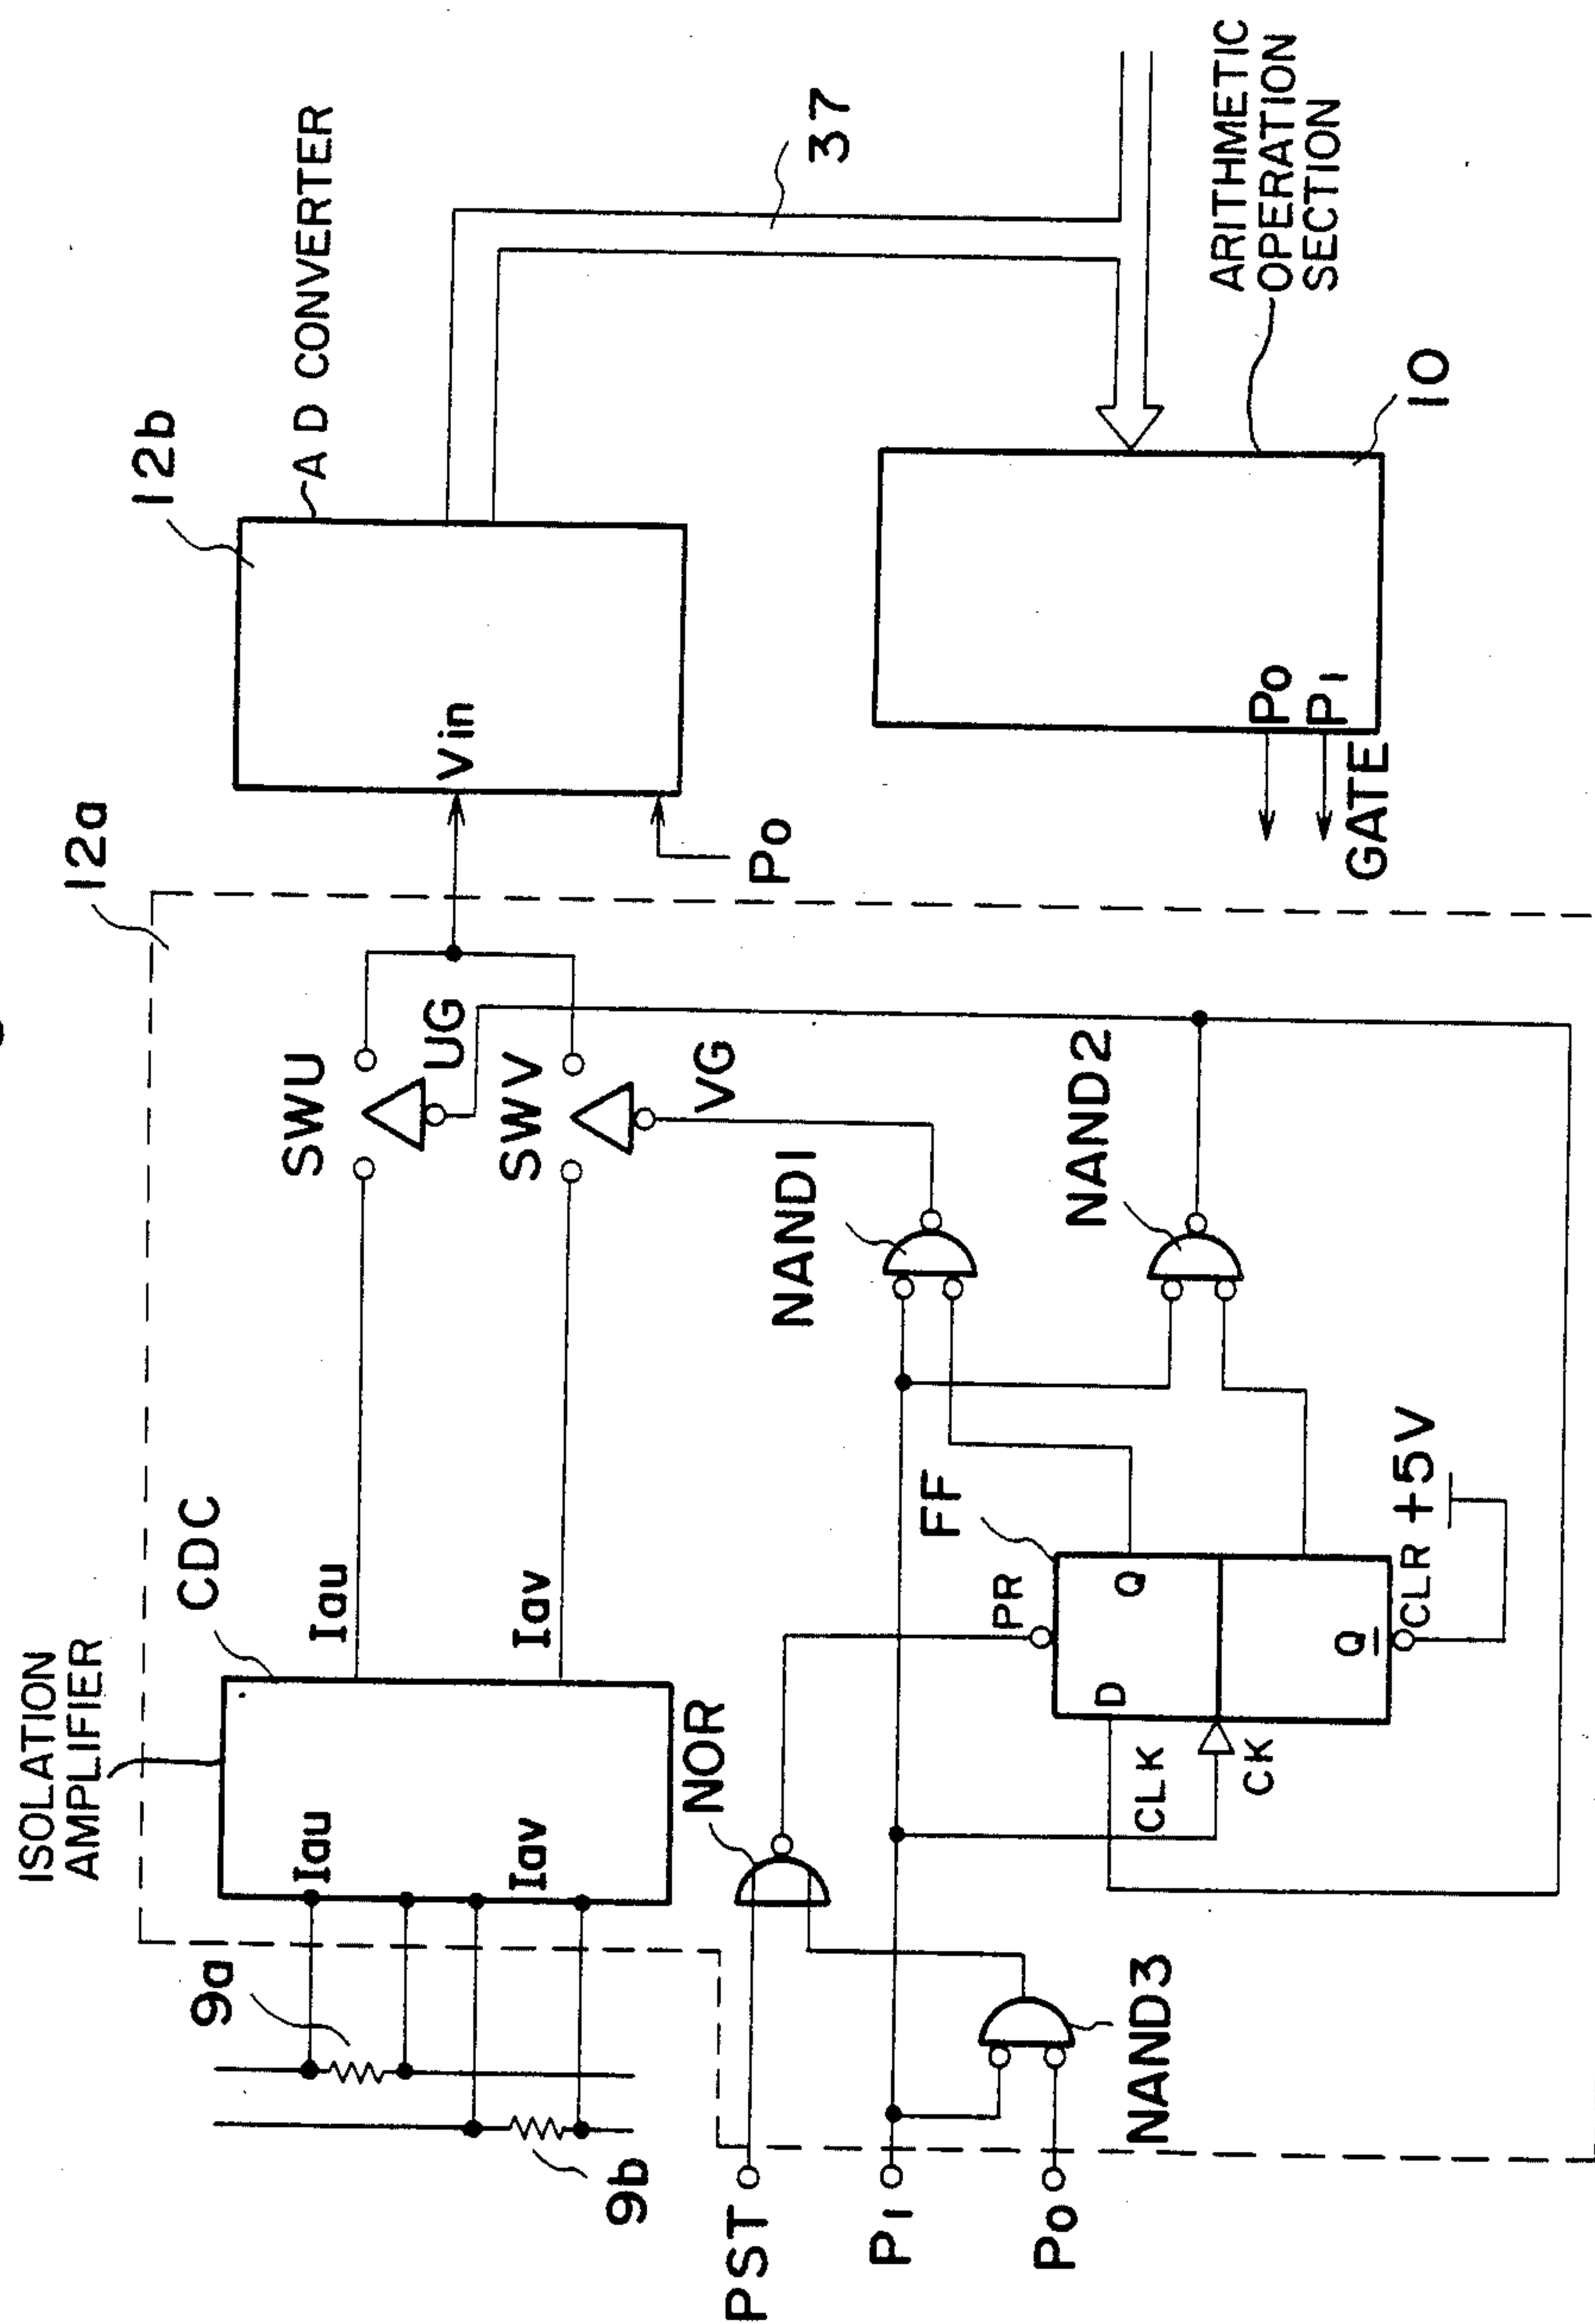 ISOLATION
AMPLIFIER
CDC
12a
12b
A D CONVERTER
9a
Iau
Iau
SWU
UG
Vin
37
Iav
Iav
SWV
9b
NOR
VG
Po
PST
NAND1
P1
FF
PR
NAND2
Po
NAND3
D
Q
CLK
CK
Q
CLR
+5V
Po
P1
GATE
10
ARITHMETIC
OPERATION
SECTION